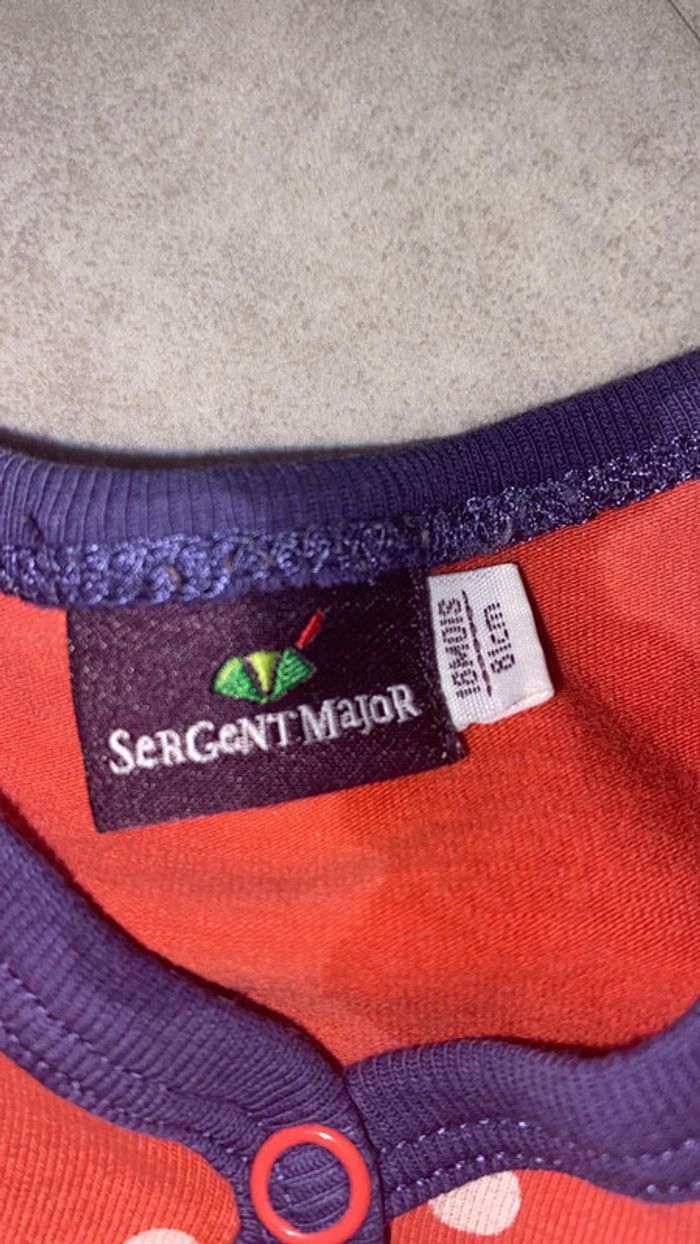 SeRGeNT MajoR
18MOIS
81cm